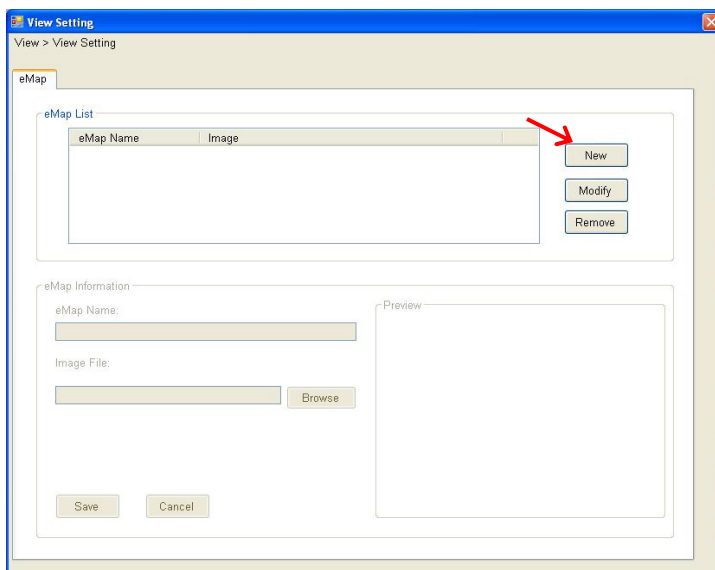 View Setting
View > View Setting
eMap
eMap List
eMap Name Image
New
Modify
Remove
eMap Information
eMap Name:
Preview
Image File:
Browse
Save Cancel